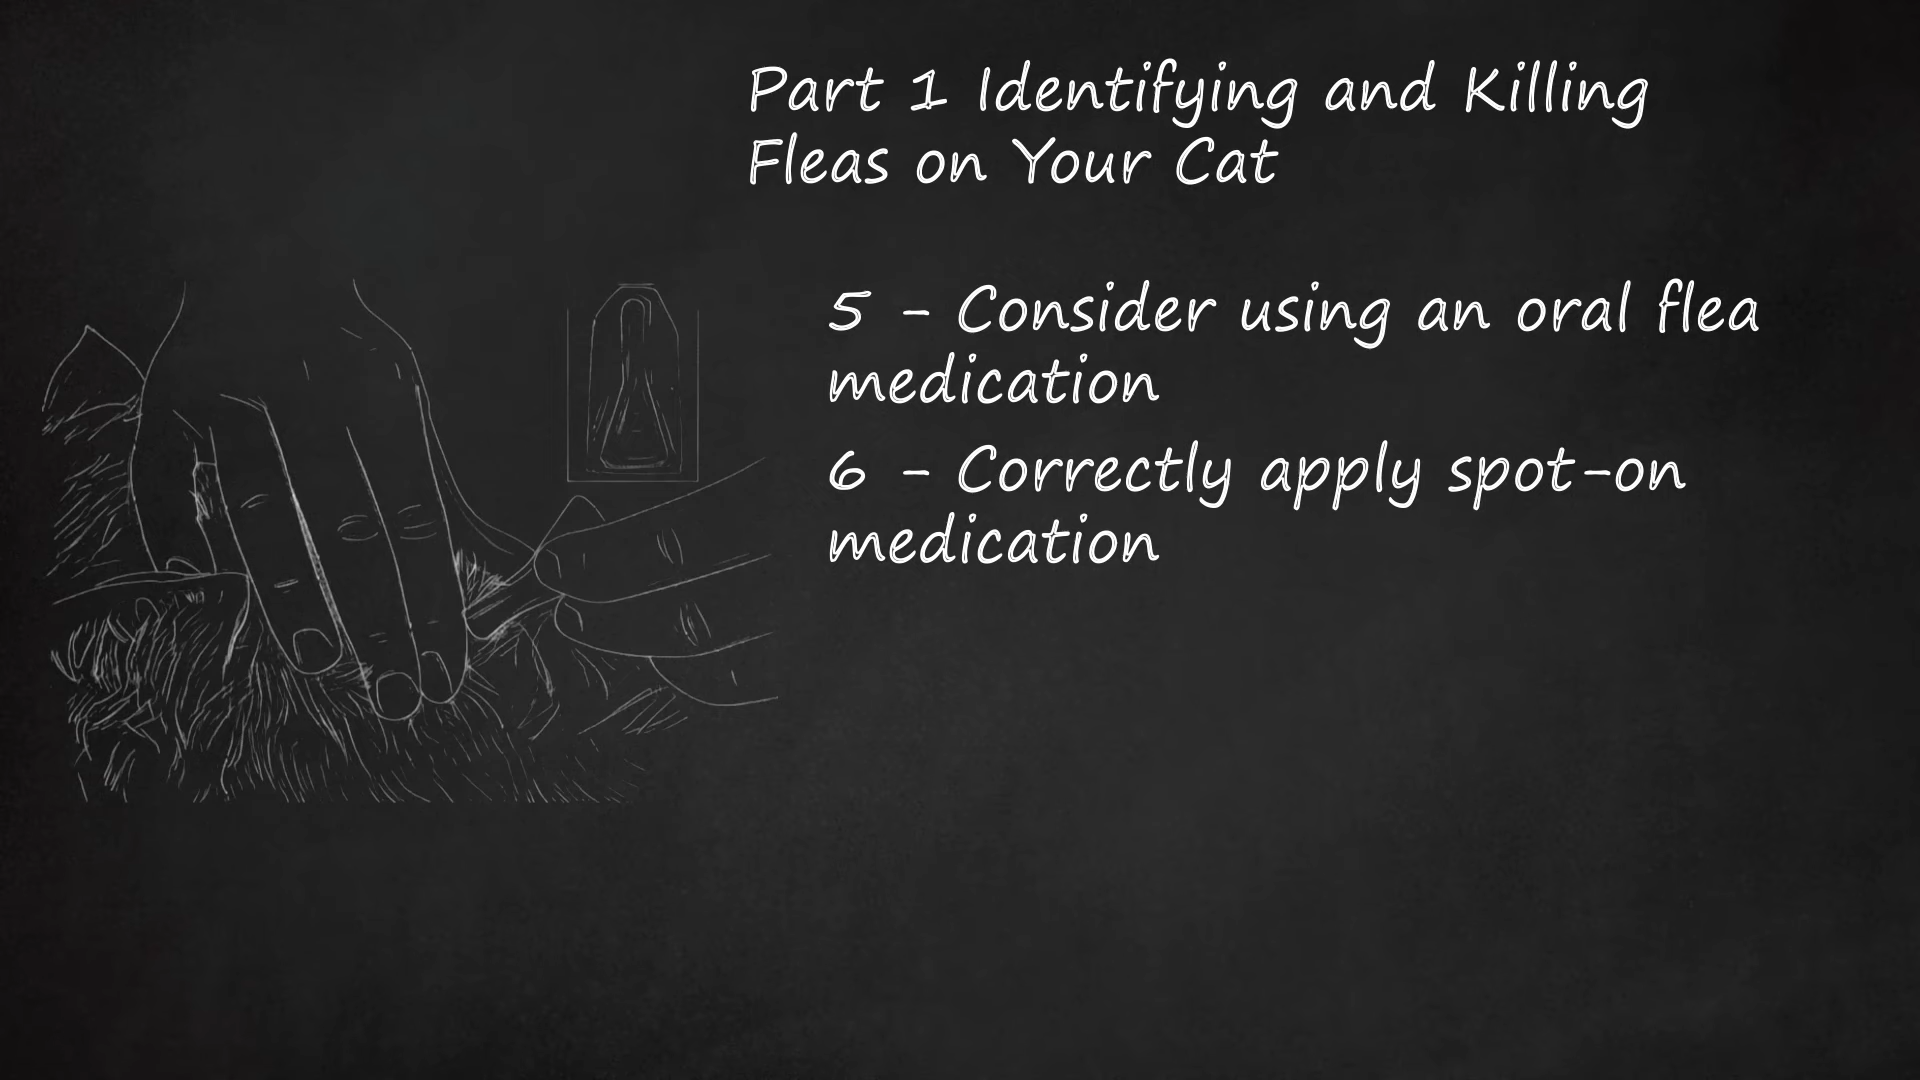 Part 1 Identifying and Killing
Fleas on Your Cat
5 - Consider using an oral flea
medication
6 - Correctly apply spot-on
medication